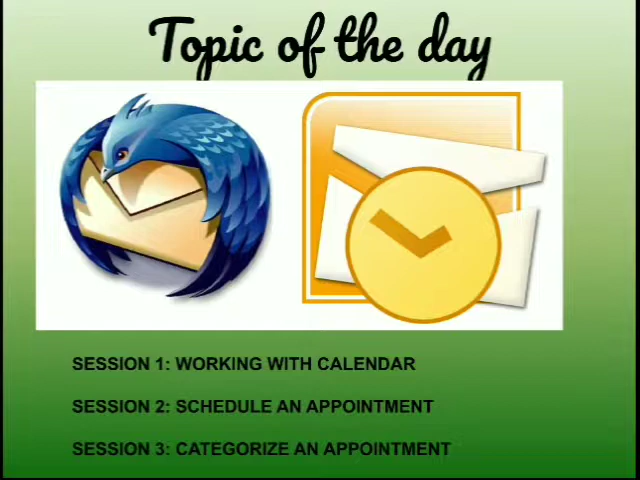 Topic of the day
SESSION 1: WORKING WITH CALENDAR
SESSION 2: SCHEDULE AN APPOINTMENT
SESSION 3: CATEGORIZE AN APPOINTMENT